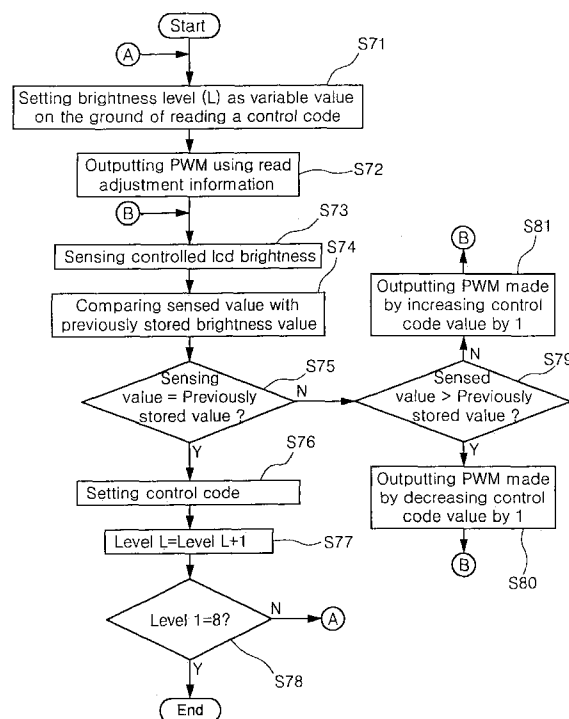 Start
A
S71
Setting brightness level (L) as variable value
on the ground of reading a control code
Outputting PWM using read
adjustment information
S72
B
S73
Sensing controlled lcd brightness
S74
Comparing sensed value with
previously stored brightness value
Sensing
value = Previously
stored value ?
S75
N
Y
S76
Setting control code
Level L=Level L+1
S77
Level 1=8?
N
A
Y
S78
End
B
S81
Outputting PWM made
by increasing control
code value by 1
N
S79
Sensed
value > Previously
stored value ?
Y
Outputting PWM made
by decreasing control
code value by 1
S80
B